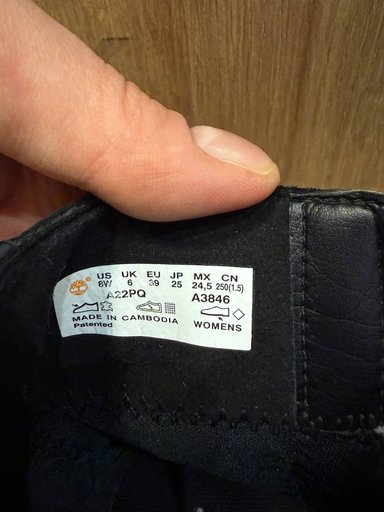 US UK EU JP MX CN
8W 6 39 25 24,5 250(1.5)
A22PQ A3846
MADE IN CAMBODIA
Patented WOMENS